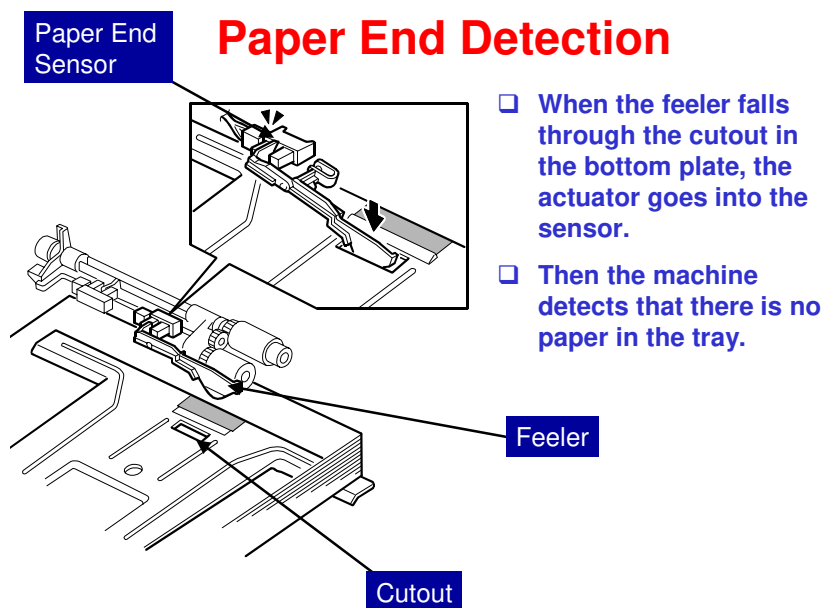 Paper End Detection
Paper End
Sensor
❑ When the feeler falls
through the cutout in
the bottom plate, the
actuator goes into the
sensor.
❑ Then the machine
detects that there is no
paper in the tray.
Feeler
Cutout